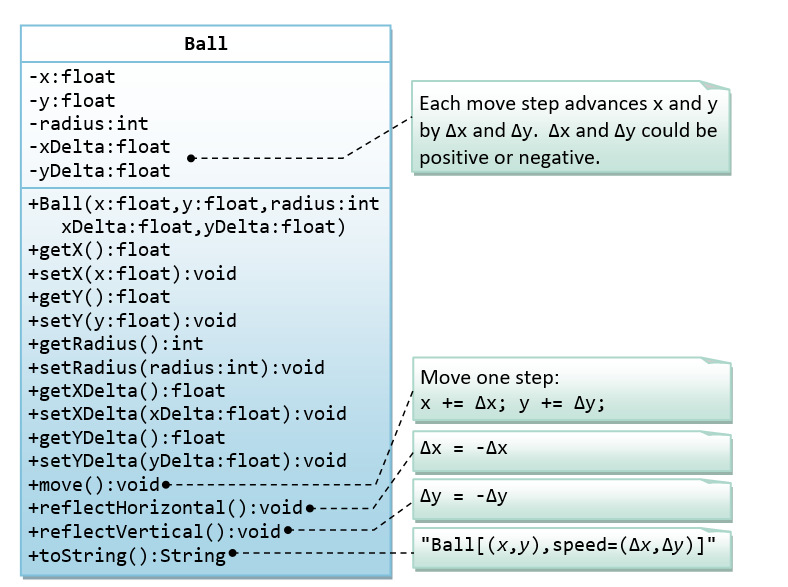 Ball
-x:float
-y:float
-radius:int
-xDelta:float
-yDelta:float
Each move step advances x and y
by Δx and Δy. Δx and Δy could be
positive or negative.
+Ball(x:float,y:float,radius:int
xDelta:float,yDelta:float)
+getX():float
+setX(x:float):void
+getY():float
+setY(y:float):void
+getRadius():int
+setRadius(radius:int):void
+getXDelta():float
+setXDelta(xDelta:float):void
+getYDelta():float
+setYDelta(yDelta:float):void
+move():void
+reflectHorizontal():void
+reflectVertical():void
+toString():String
Move one step:
x += Δx; y += Δy;
Δx = -Δx
Δy = -Δy
"Ball[(x,y),speed=(Δx,Δy)]"